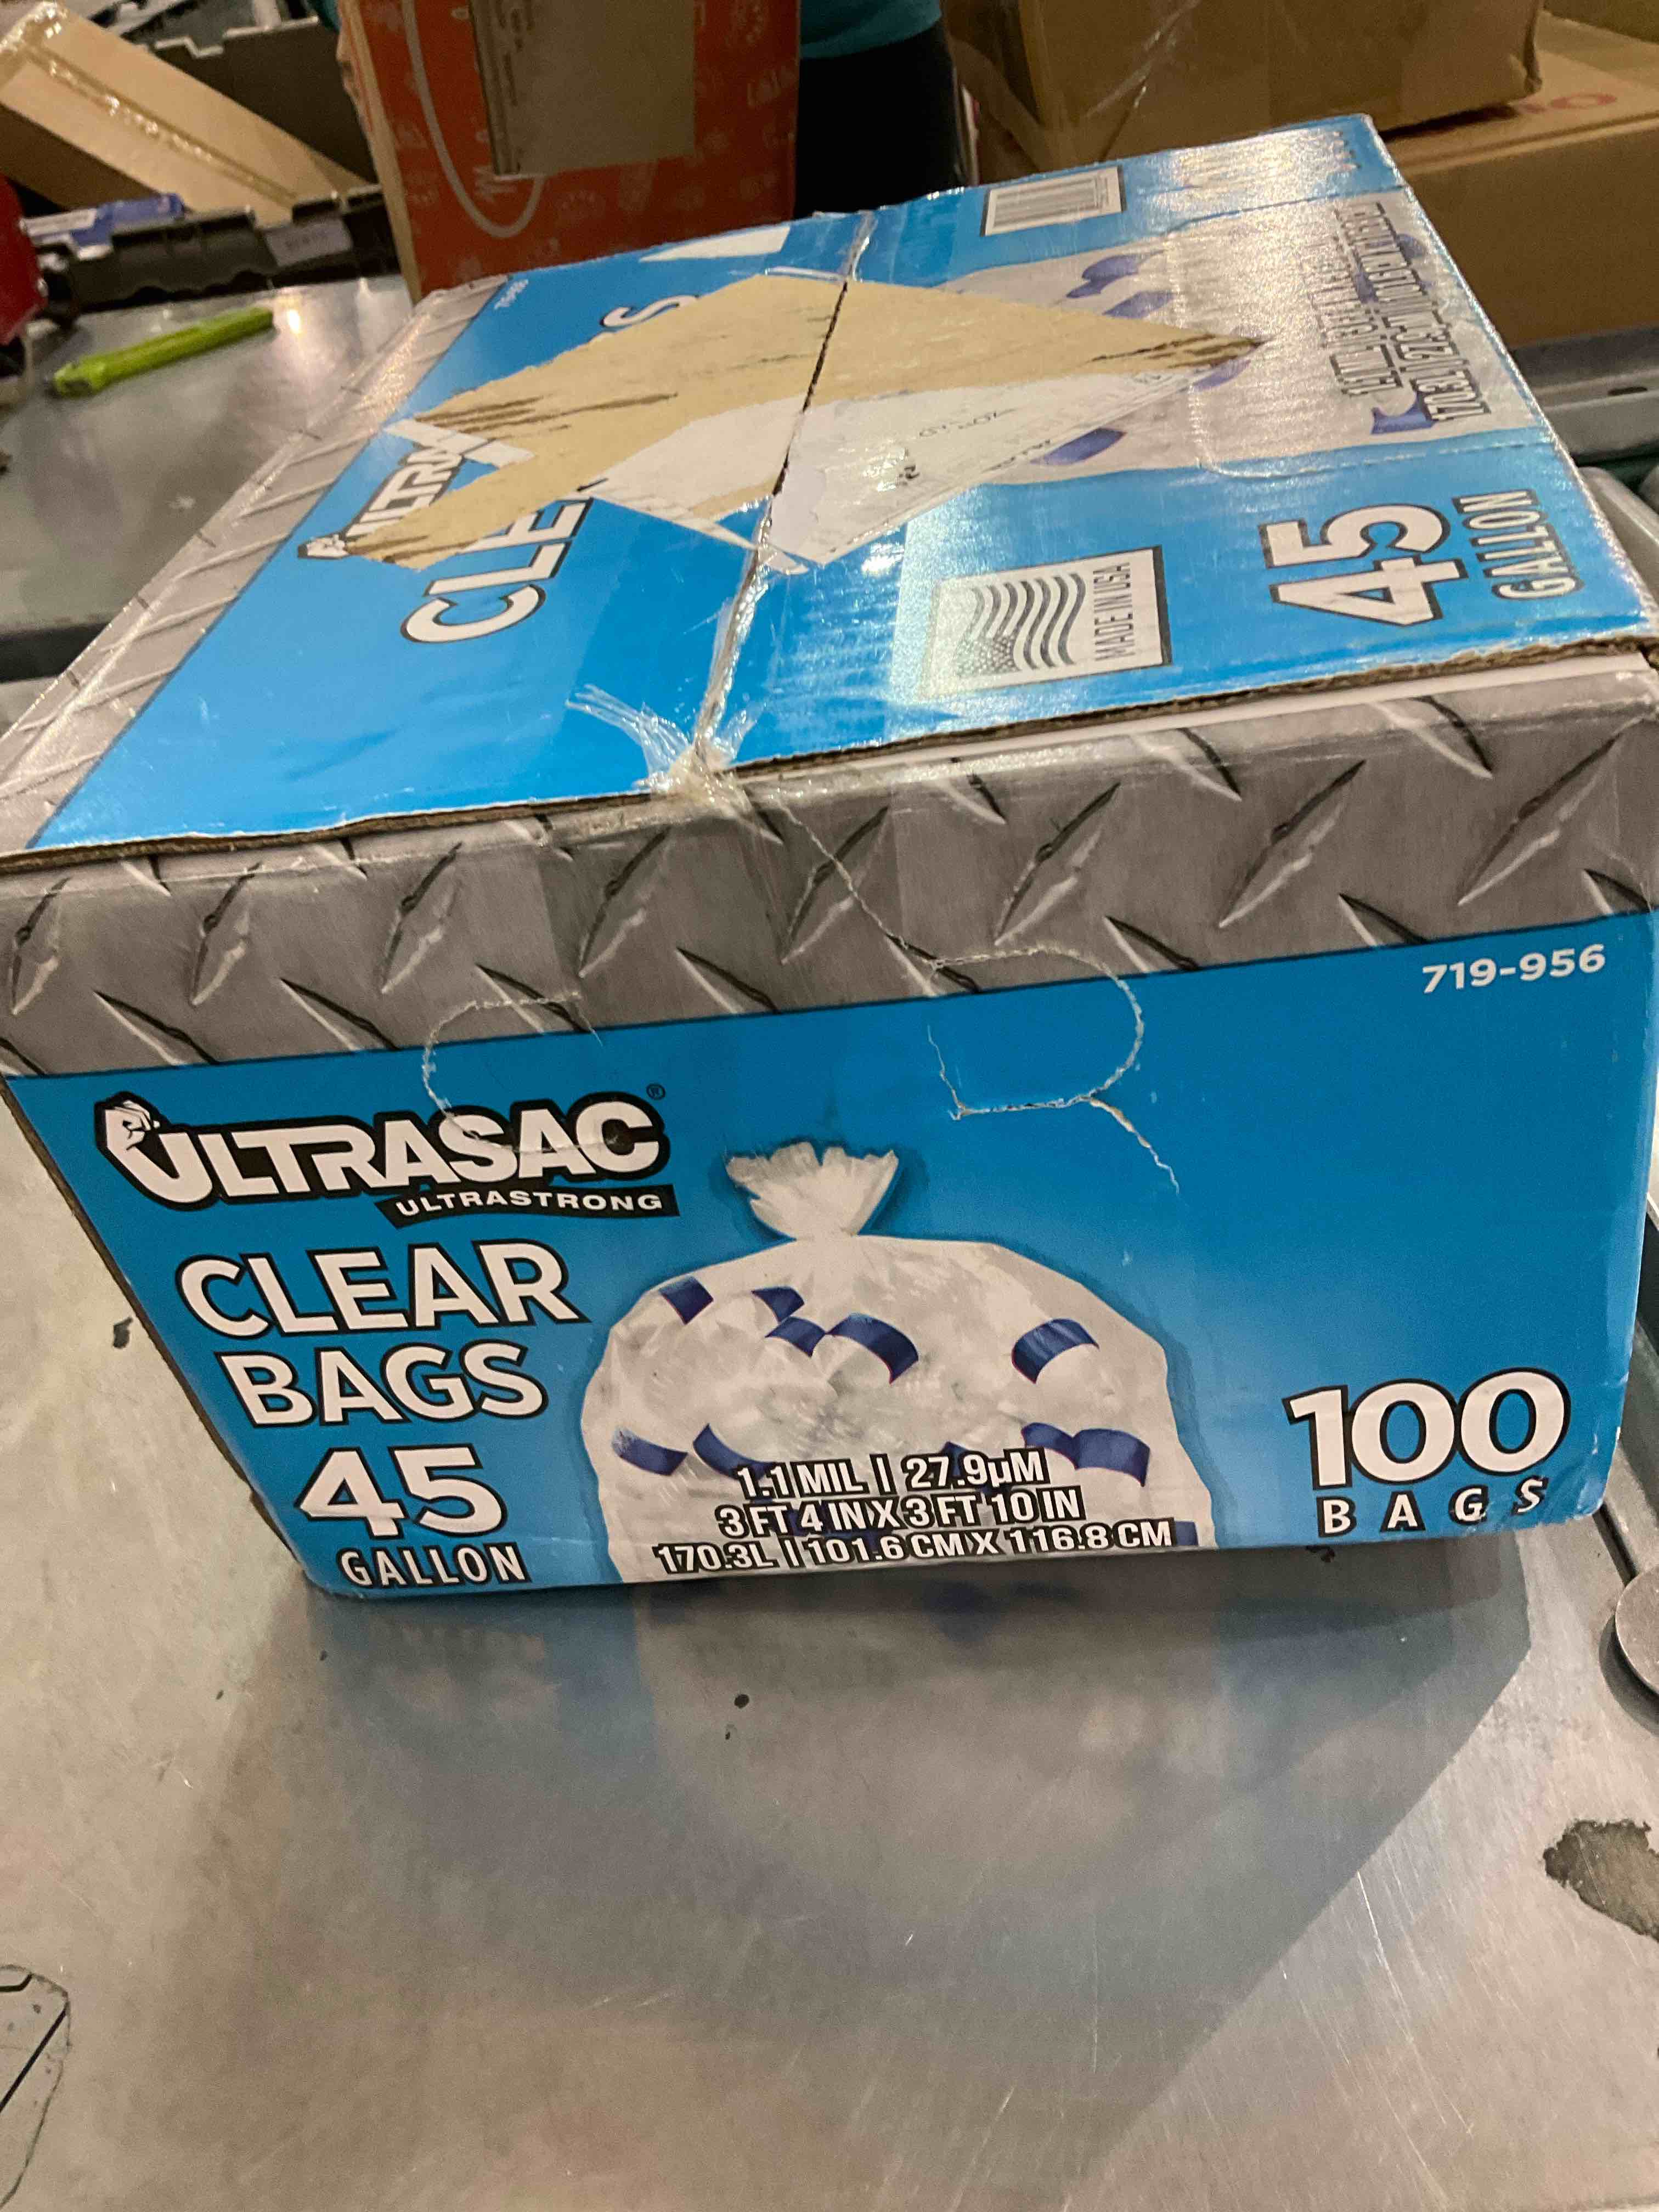 ULTRA
CLE
S
MADE IN USA
45
GALLON
719-956
ULTRASAC®
ULTRASTRONG
CLEAR
BAGS
45
GALLON
1.1 MIL | 27.9µM
3 FT 4 IN X 3 FT 10 IN
170.3L | 101.6 CM X 116.8 CM
100
BAGS